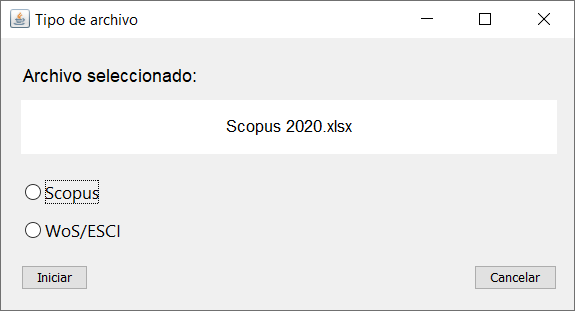 Tipo de archivo
Archivo seleccionado:
Scopus 2020.xlsx
Scopus
WoS/ESCI
Iniciar
Cancelar